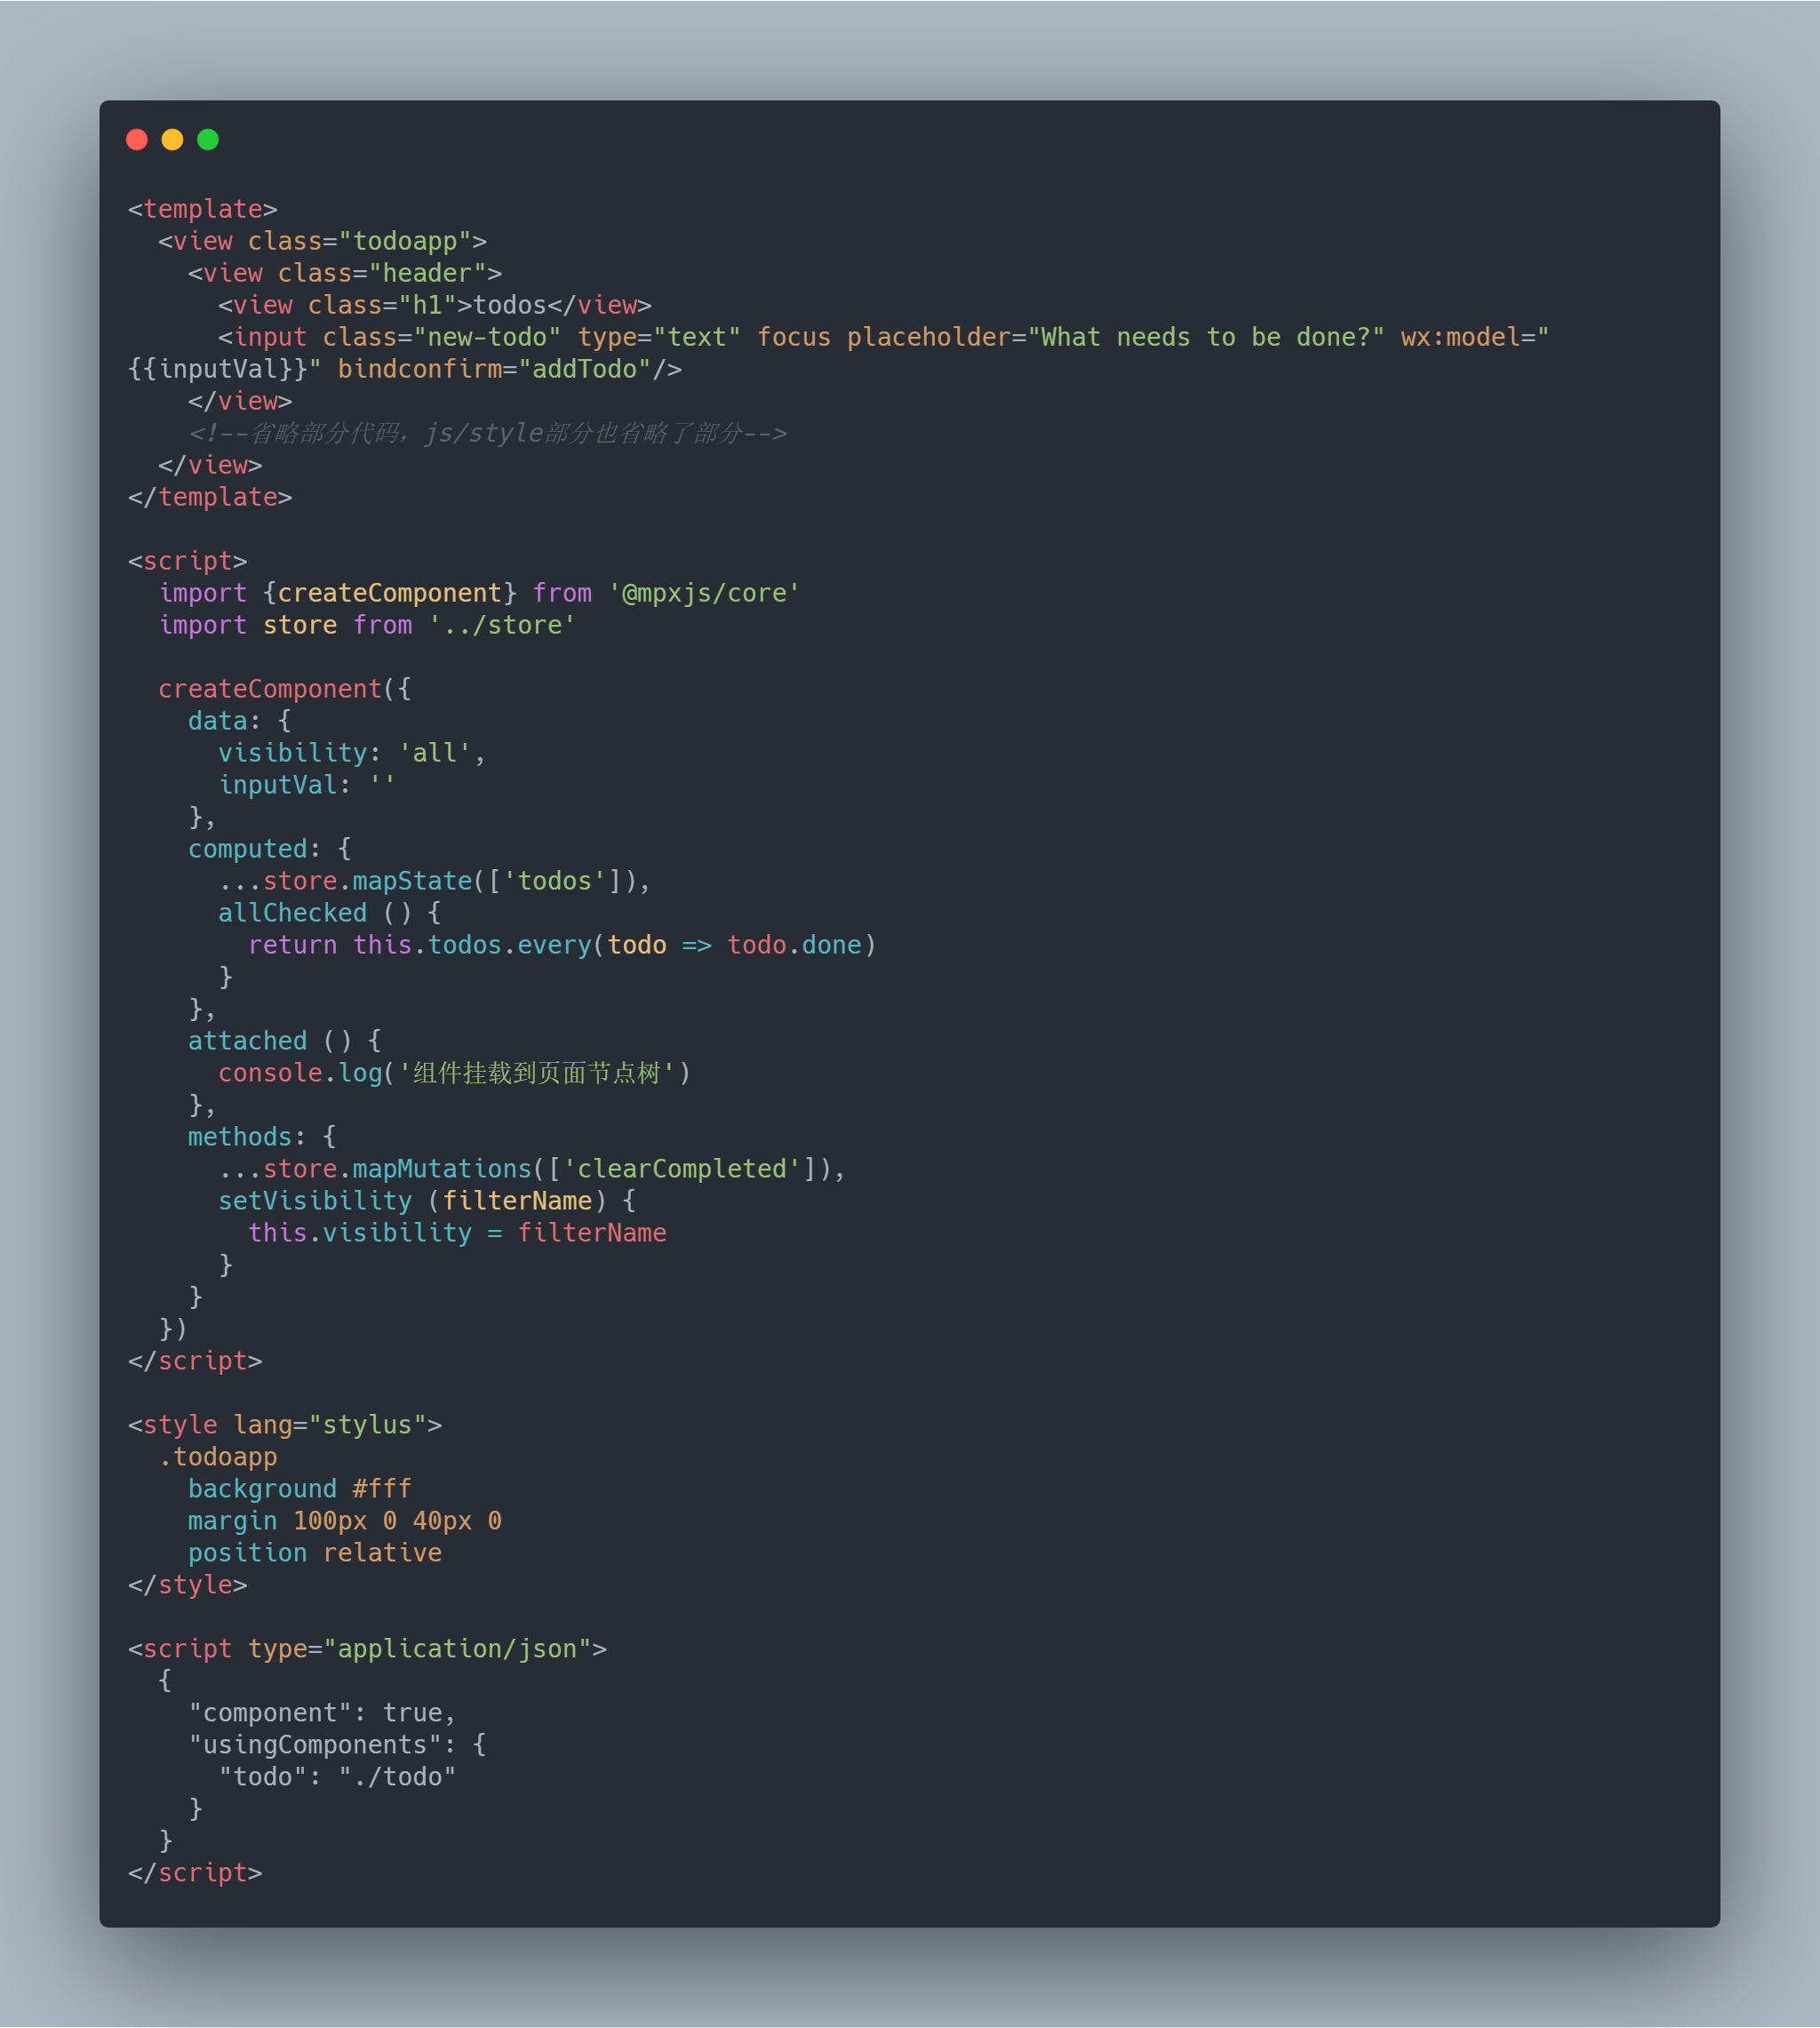 <template>
  <view class="todoapp">
    <view class="header">
      <view class="h1">todos</view>
      <input class="new-todo" type="text" focus placeholder="What needs to be done?" wx:model="
{{inputVal}}" bindconfirm="addTodo"/>
    </view>
    <!--省略部分代码，js/style部分也省略了部分-->
  </view>
</template>

<script>
  import {createComponent} from '@mpxjs/core'
  import store from '../store'

  createComponent({
    data: {
      visibility: 'all',
      inputVal: ''
    },
    computed: {
      ...store.mapState(['todos']),
      allChecked () {
        return this.todos.every(todo => todo.done)
      }
    },
    attached () {
      console.log('组件挂载到页面节点树')
    },
    methods: {
      ...store.mapMutations(['clearCompleted']),
      setVisibility (filterName) {
        this.visibility = filterName
      }
    }
  })
</script>

<style lang="stylus">
  .todoapp
    background #fff
    margin 100px 0 40px 0
    position relative
</style>

<script type="application/json">
  {
    "component": true,
    "usingComponents": {
      "todo": "./todo"
    }
  }
</script>